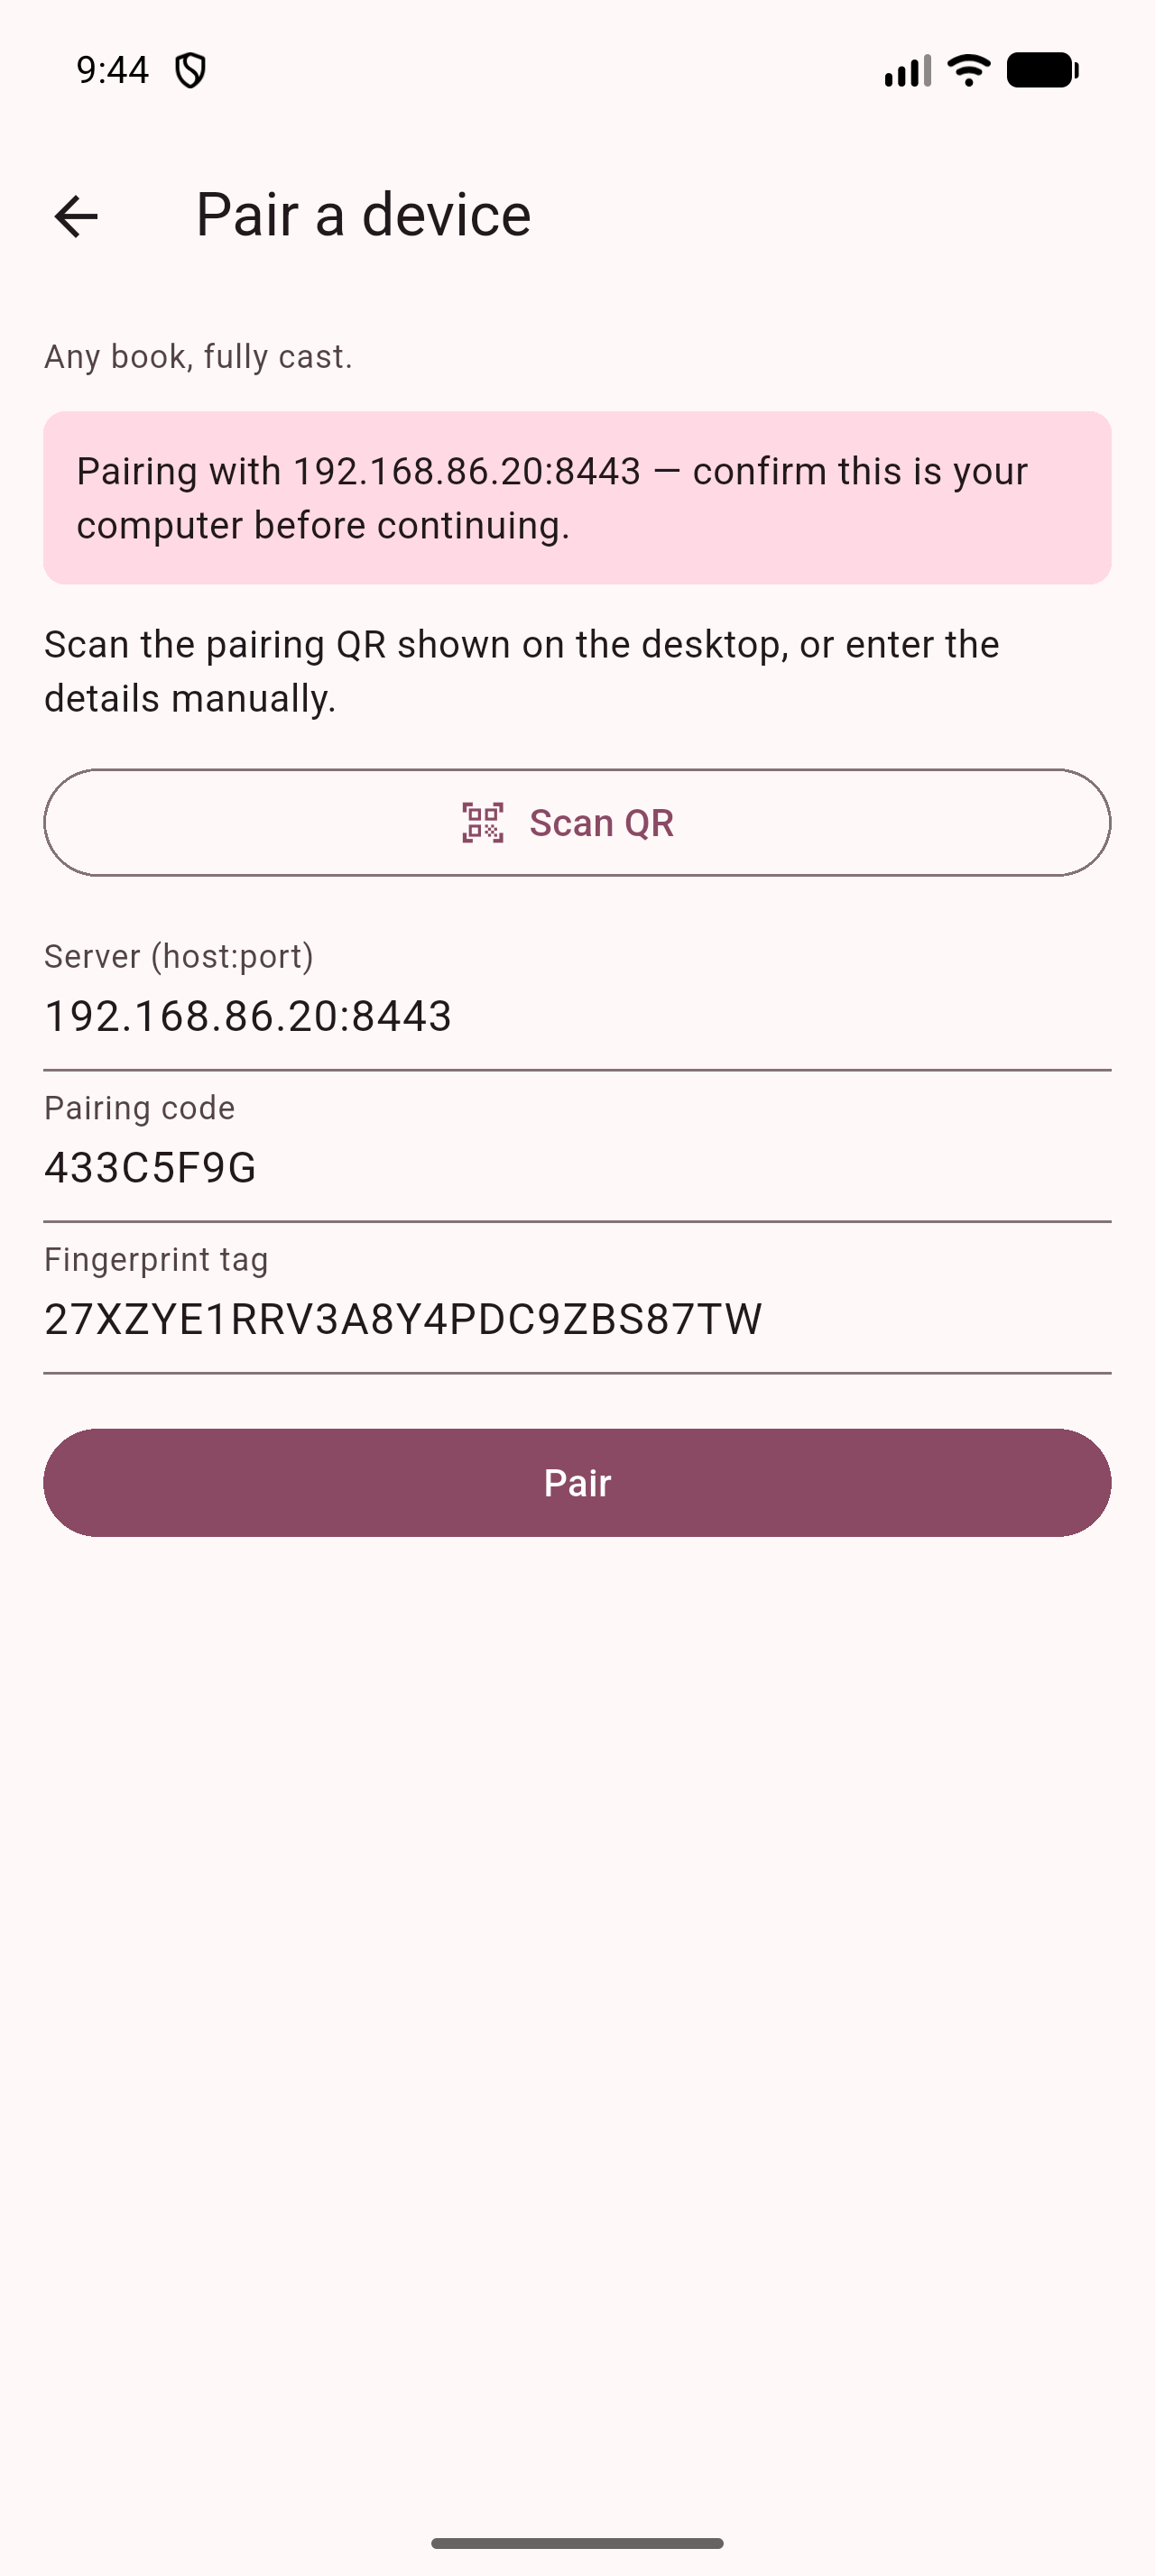 9:44
Pair a device
Any book, fully cast.
Pairing with 192.168.86.20:8443 — confirm this is your
computer before continuing.
Scan the pairing QR shown on the desktop, or enter the
details manually.
Scan QR
Server (host:port)
192.168.86.20:8443
Pairing code
433C5F9G
Fingerprint tag
27XZYE1RRV3A8Y4PDC9ZBS87TW
Pair